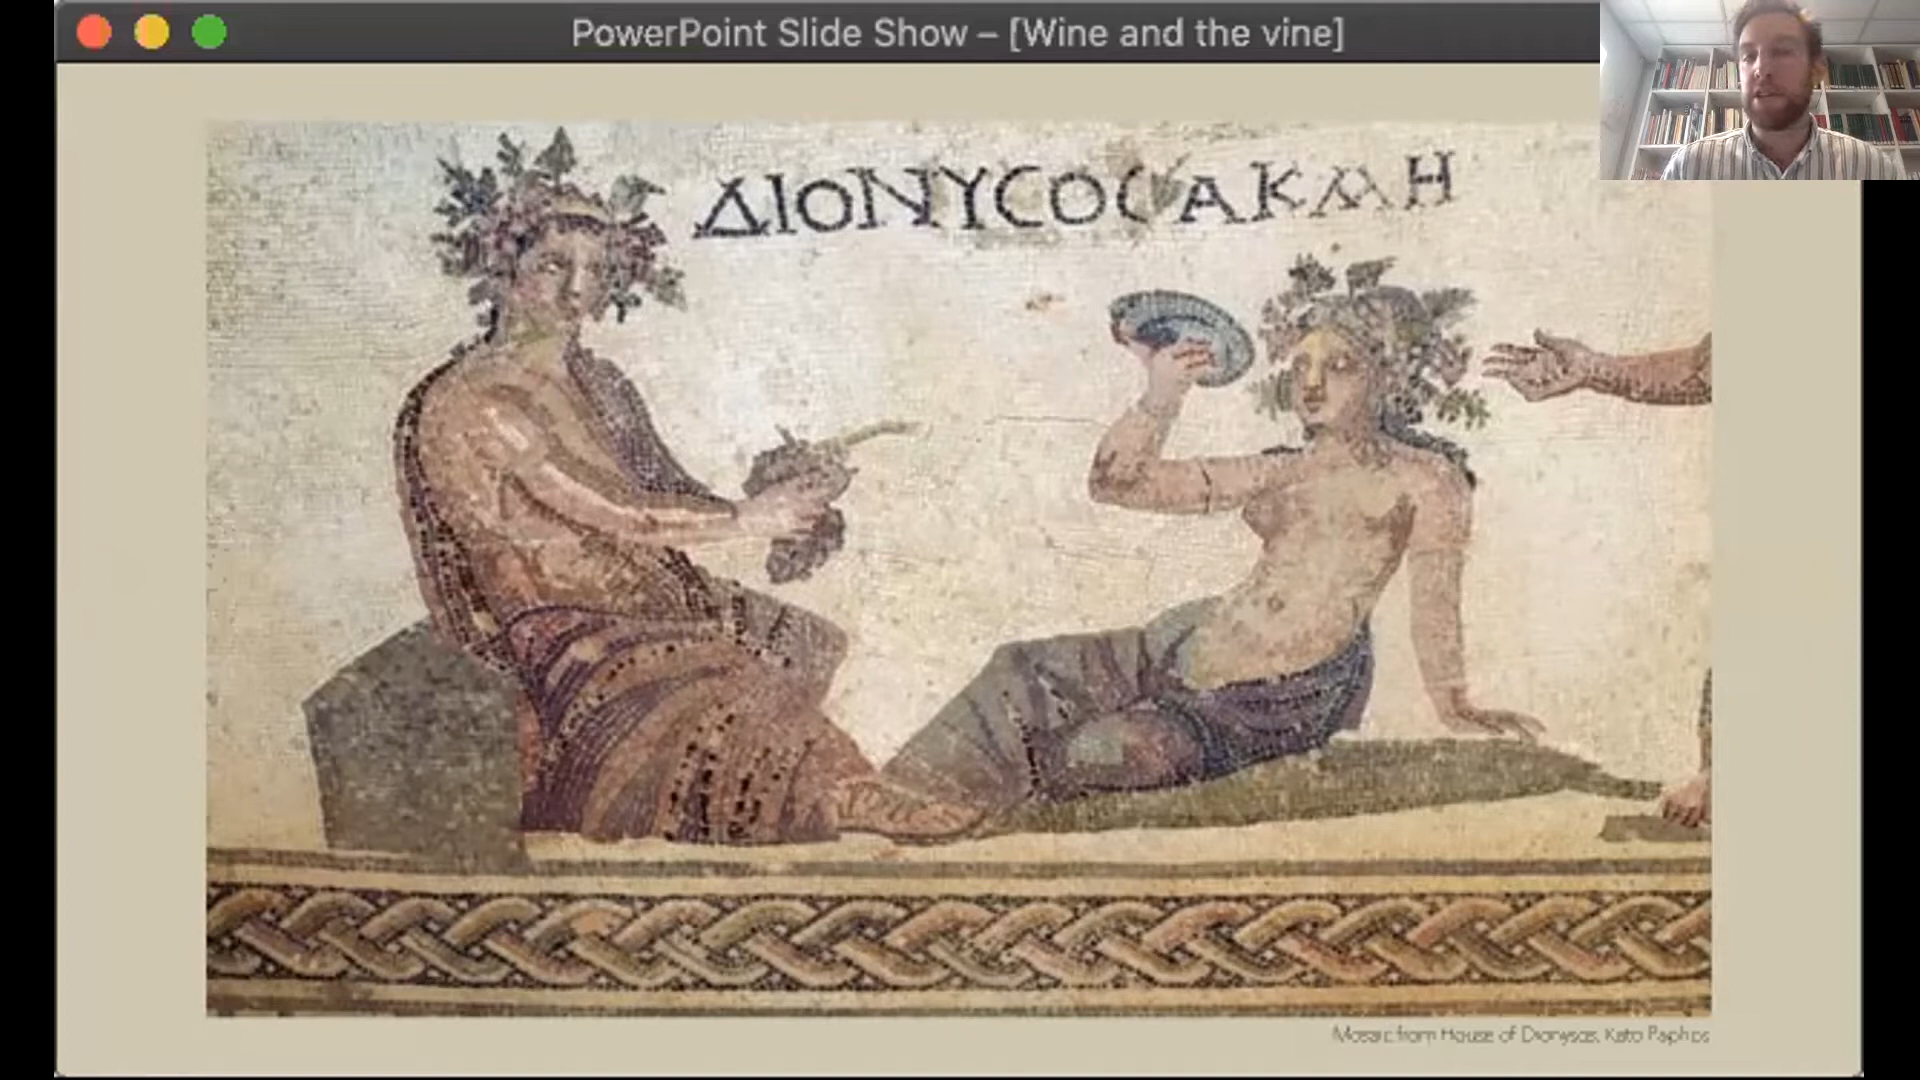 PowerPoint Slide Show – [Wine and the vine]
ΔΙΟΝΥϹΟϹ ΑΚΜΗ
Mosaic from House of Dionysos, Kato Paphos